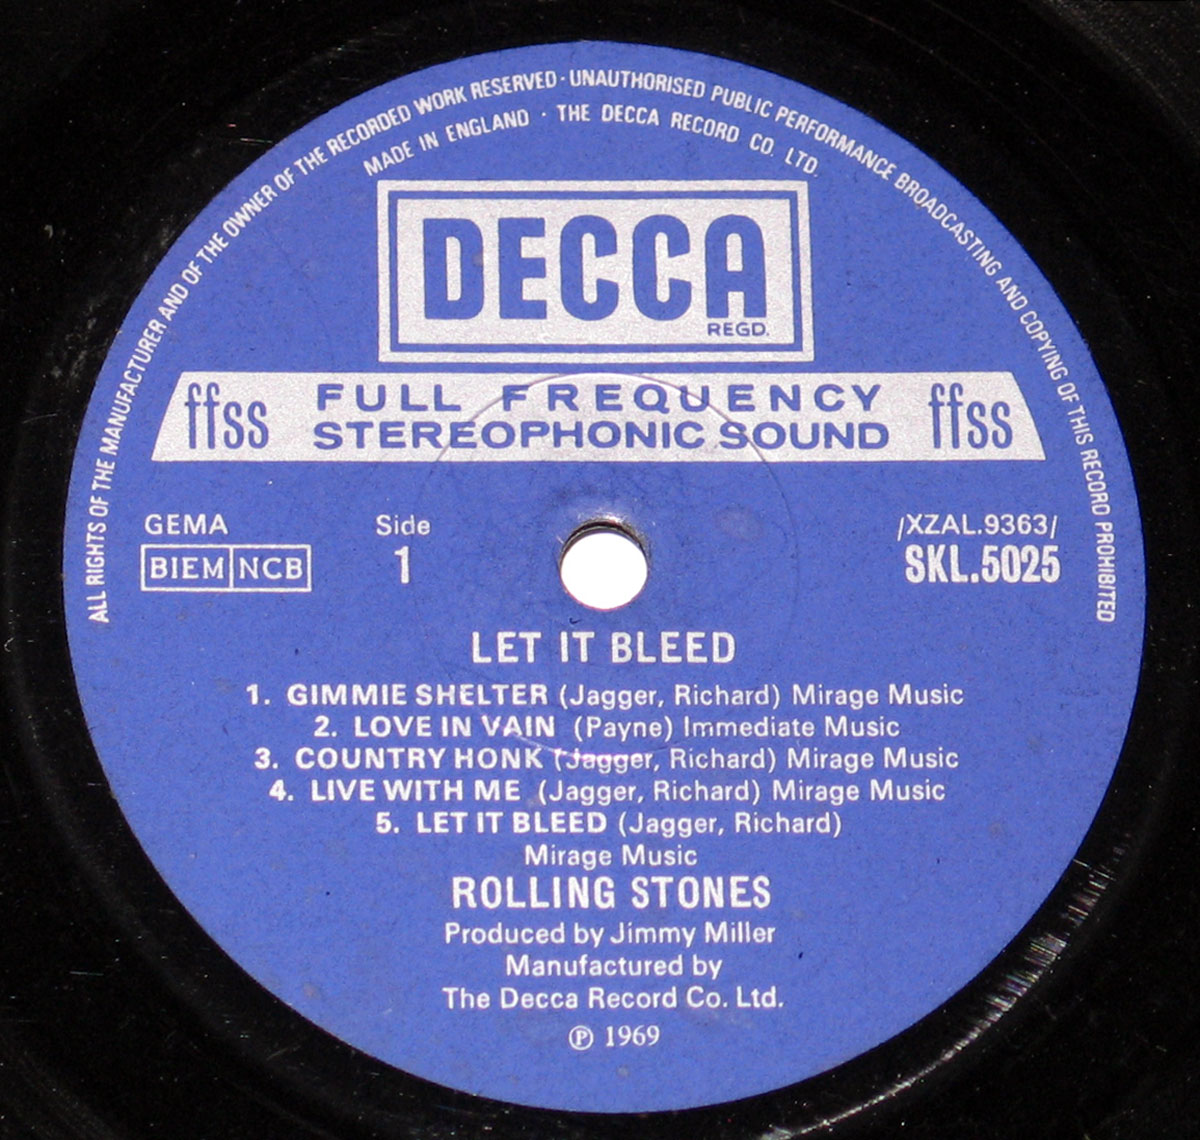 ALL RIGHTS OF THE MANUFACTURER AND OF THE OWNER OF THE RECORDED WORK RESERVED · UNAUTHORISED PUBLIC PERFORMANCE BROADCASTING AND COPYING OF THIS RECORD PROHIBITED
MADE IN ENGLAND · THE DECCA RECORD CO. LTD.
DECCA
REGD.
ffss FULL FREQUENCY ffss
STEREOPHONIC SOUND
GEMA Side /XZAL.9363/
BIEM NCB 1 SKL.5025
LET IT BLEED
1. GIMMIE SHELTER (Jagger, Richard) Mirage Music
2. LOVE IN VAIN (Payne) Immediate Music
3. COUNTRY HONK (Jagger, Richard) Mirage Music
4. LIVE WITH ME (Jagger, Richard) Mirage Music
5. LET IT BLEED (Jagger, Richard)
Mirage Music
ROLLING STONES
Produced by Jimmy Miller
Manufactured by
The Decca Record Co. Ltd.
℗ 1969